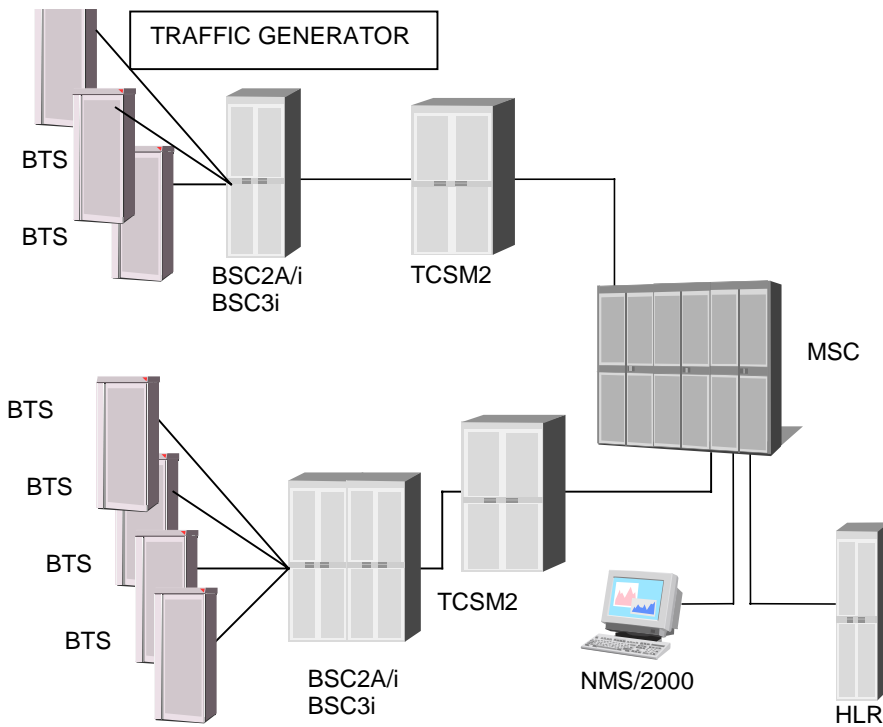 TRAFFIC GENERATOR
BTS
BTS
BSC2A/i
BSC3i
TCSM2
MSC
BTS
BTS
BTS
BTS
TCSM2
BSC2A/i
BSC3i
NMS/2000
HLR